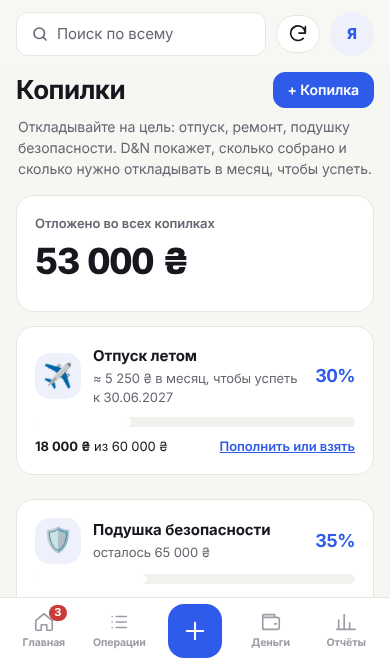 Поиск по всему
Я
Копилки
+ Копилка
Откладывайте на цель: отпуск, ремонт, подушку
безопасности. D&N покажет, сколько собрано и
сколько нужно откладывать в месяц, чтобы успеть.
Отложено во всех копилках
53 000 ₴
Отпуск летом
≈ 5 250 ₴ в месяц, чтобы успеть
к 30.06.2027
30%
18 000 ₴ из 60 000 ₴
Пополнить или взять
Подушка безопасности
осталось 65 000 ₴
35%
3
Главная
Операции
Деньги
Отчёты